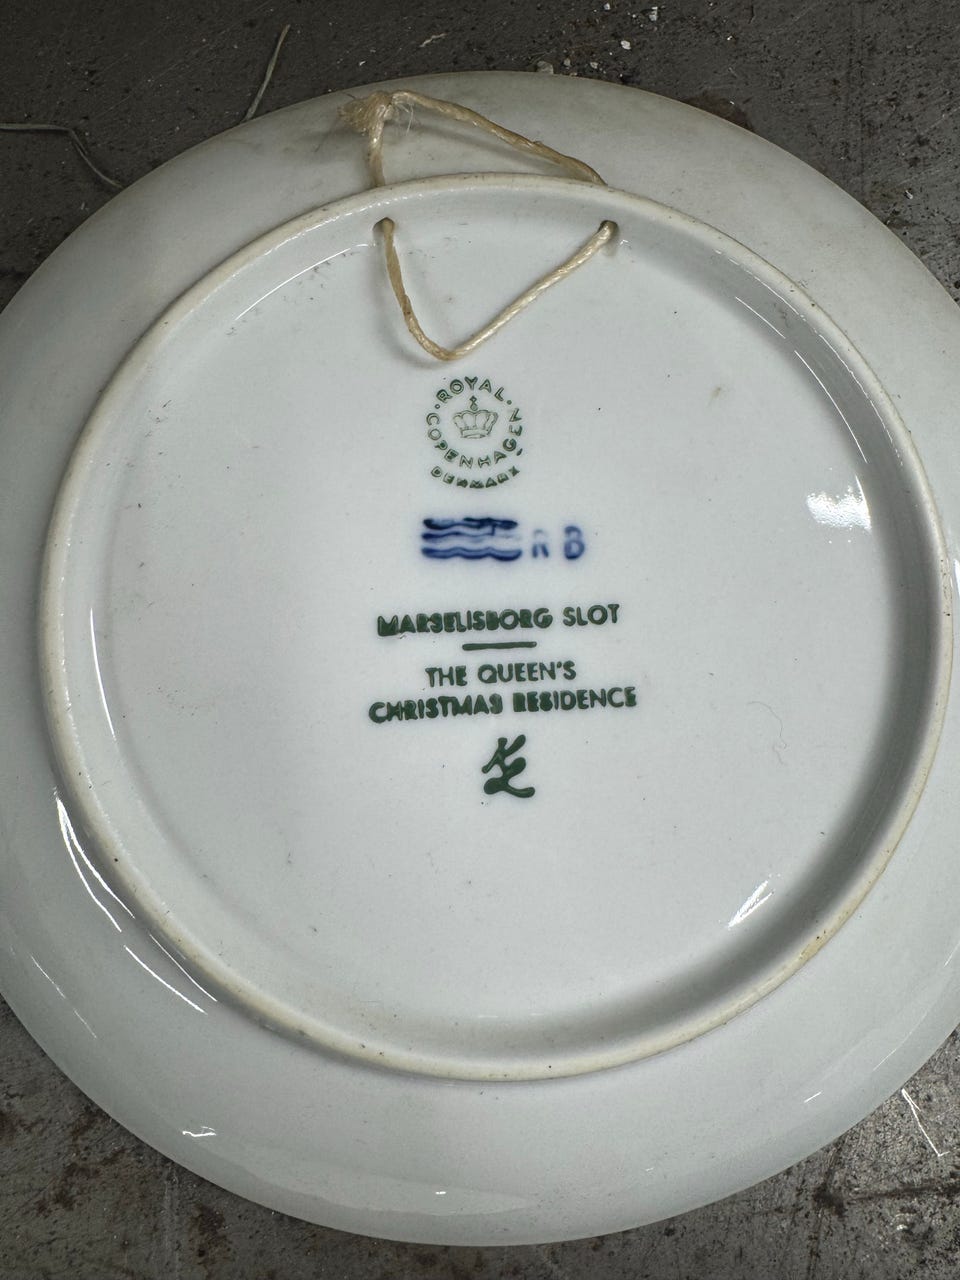 ROYAL
COPENHAGEN
DENMARK
R B
MARSELISBORG SLOT
THE QUEEN'S
CHRISTMAS RESIDENCE